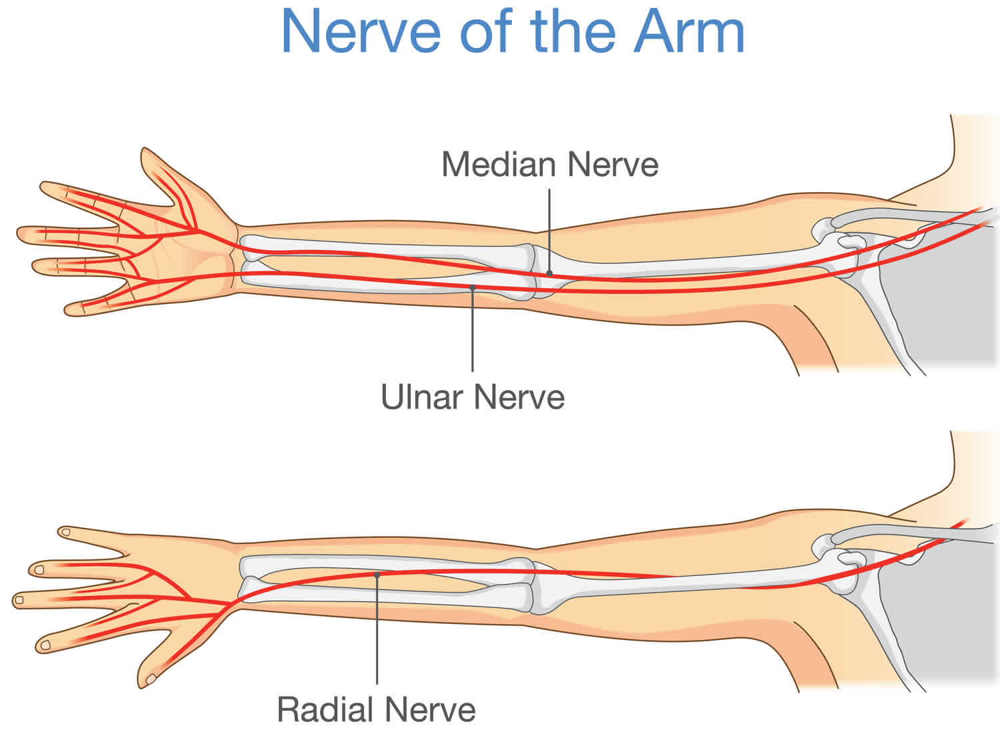 Nerve of the Arm
Median Nerve
Ulnar Nerve
Radial Nerve